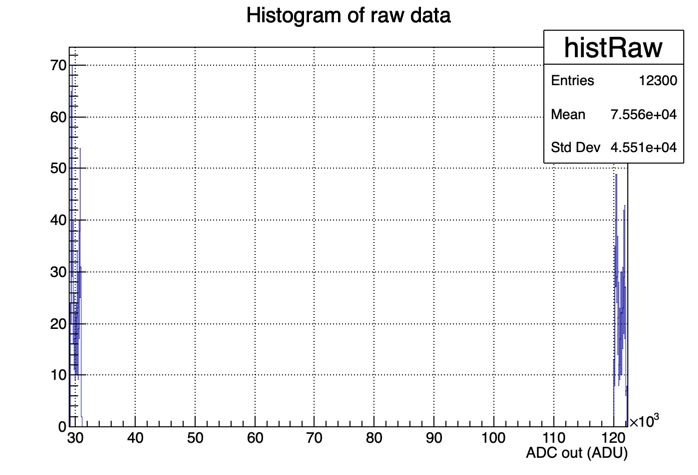 Histogram of raw data
histRaw
Entries 12300
Mean 7.556e+04
Std Dev 4.551e+04
70
60
50
40
30
20
10
0
30 40 50 60 70 80 90 100 110 120 ×10³
ADC out (ADU)